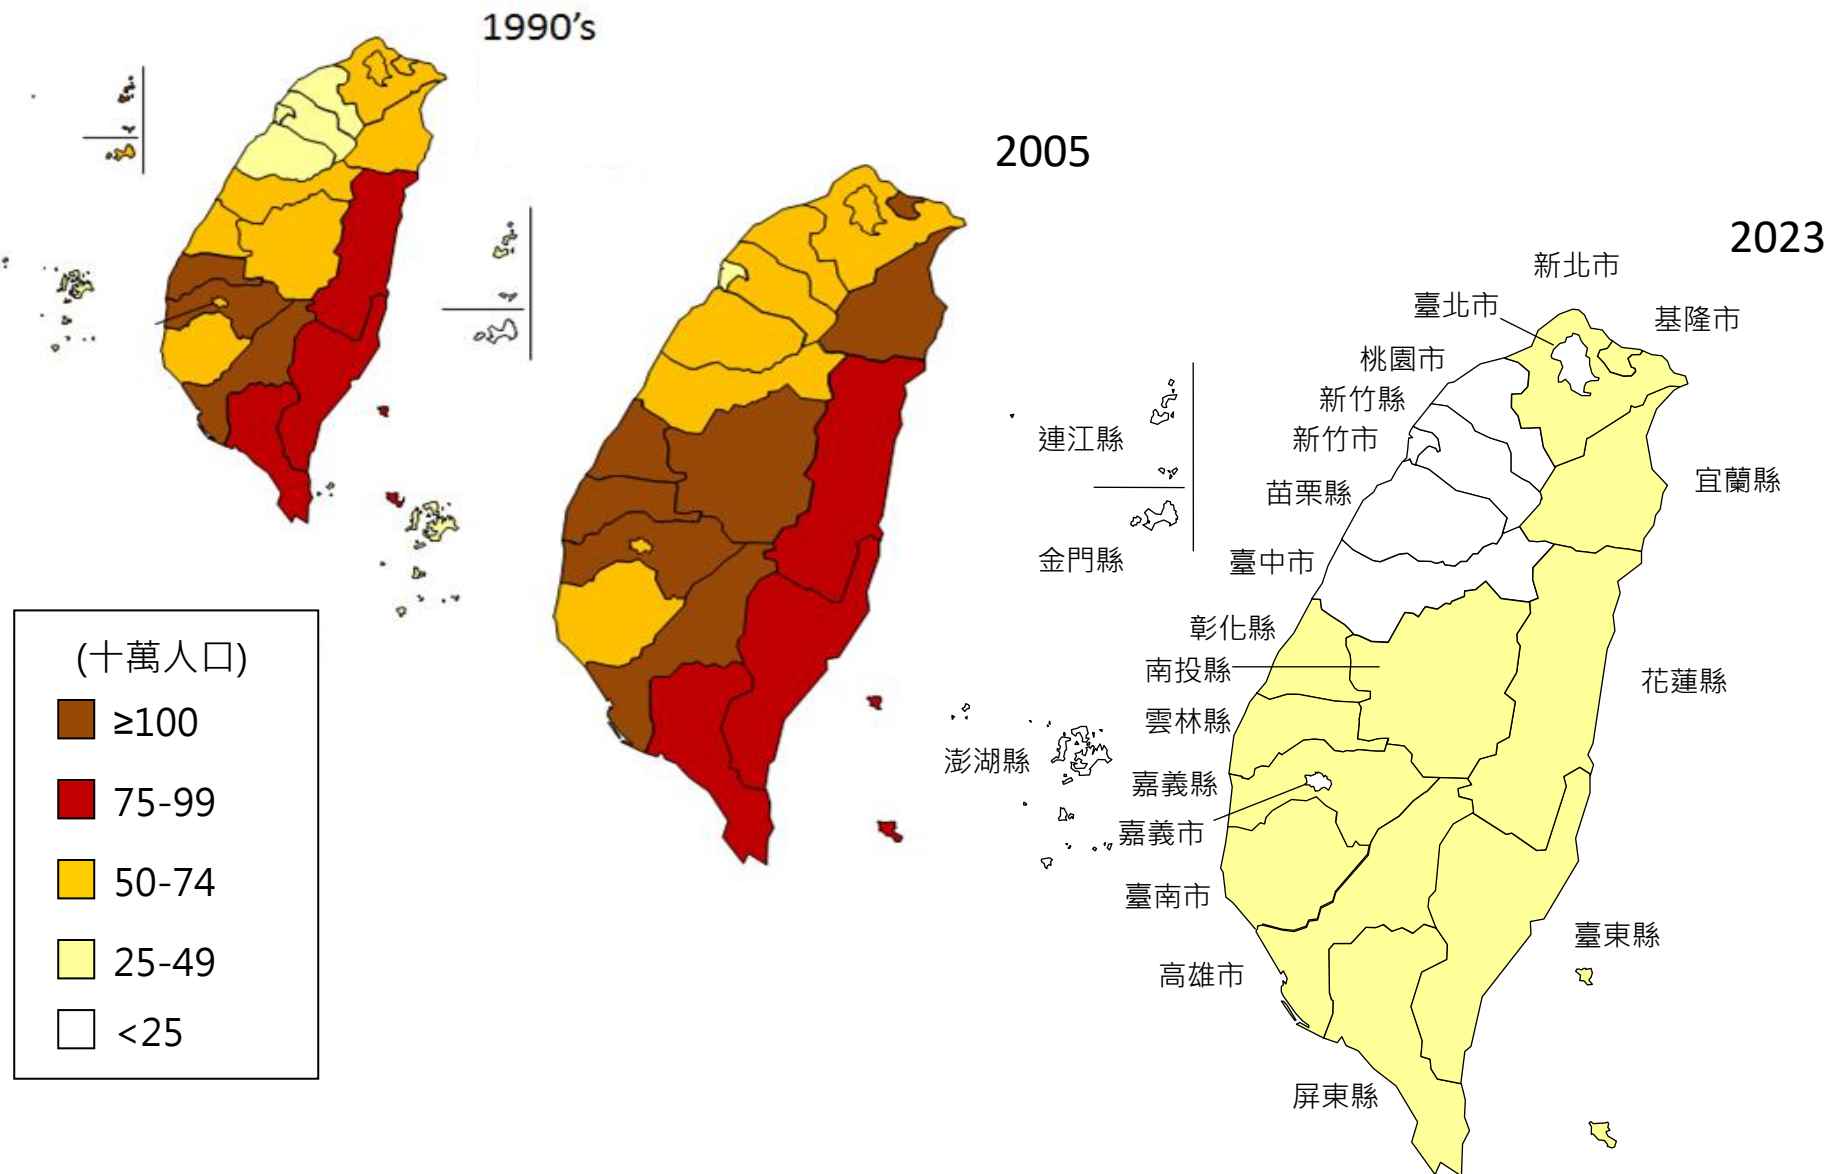 1990’s
2005
2023
新北市
臺北市
基隆市
桃園市
新竹縣
新竹市
連江縣
苗栗縣
宜蘭縣
金門縣
臺中市
彰化縣
南投縣
花蓮縣
雲林縣
澎湖縣
嘉義縣
嘉義市
臺南市
臺東縣
高雄市
屏東縣
(十萬人口)
≥100
75-99
50-74
25-49
<25